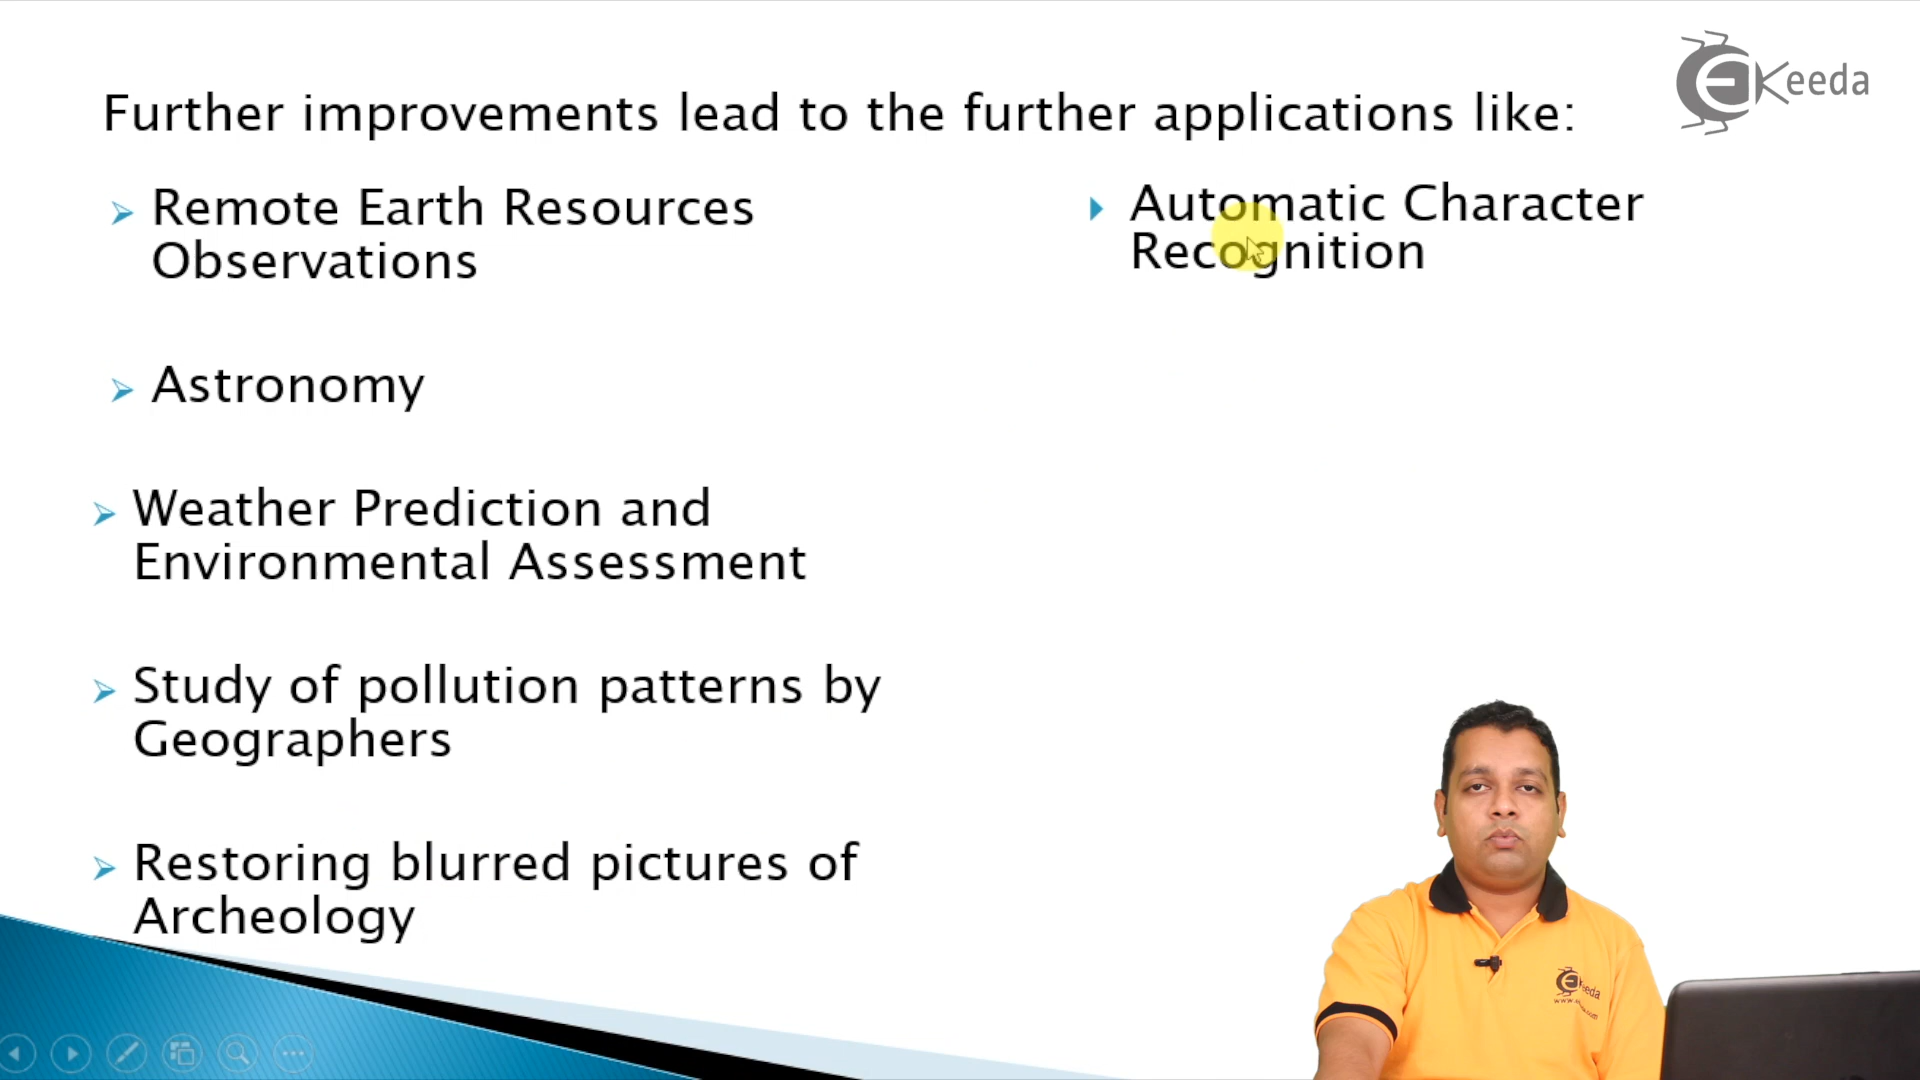 Keeda
Further improvements lead to the further applications like:
Remote Earth Resources
Observations
Astronomy
Weather Prediction and
Environmental Assessment
Study of pollution patterns by
Geographers
Restoring blurred pictures of
Archeology
Automatic Character
Recognition